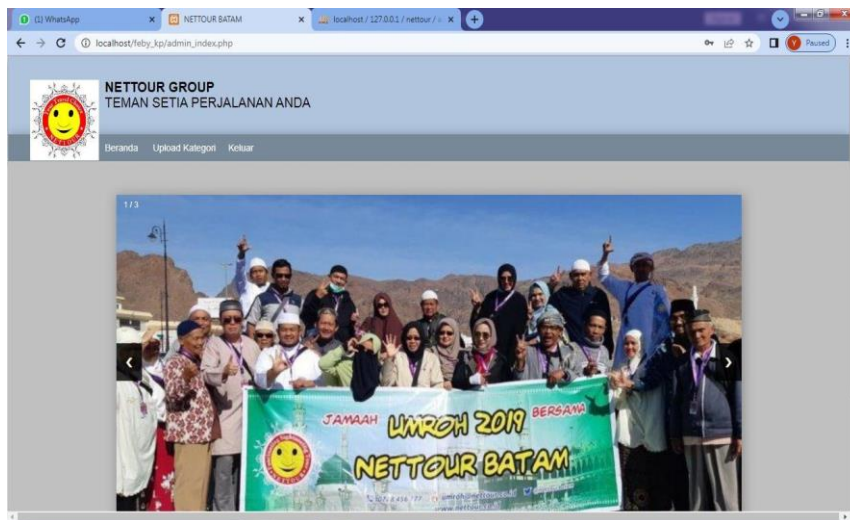 (1) WhatsApp
NETTOUR BATAM
localhost / 127.0.0.1 / nettour /
localhost/feby_kp/admin_index.php
Paused
NETTOUR GROUP
TEMAN SETIA PERJALANAN ANDA
Beranda Upload Kategori Keluar
1 / 3
JAMAAH UMROH 2019 BERSAMA
NETTOUR BATAM